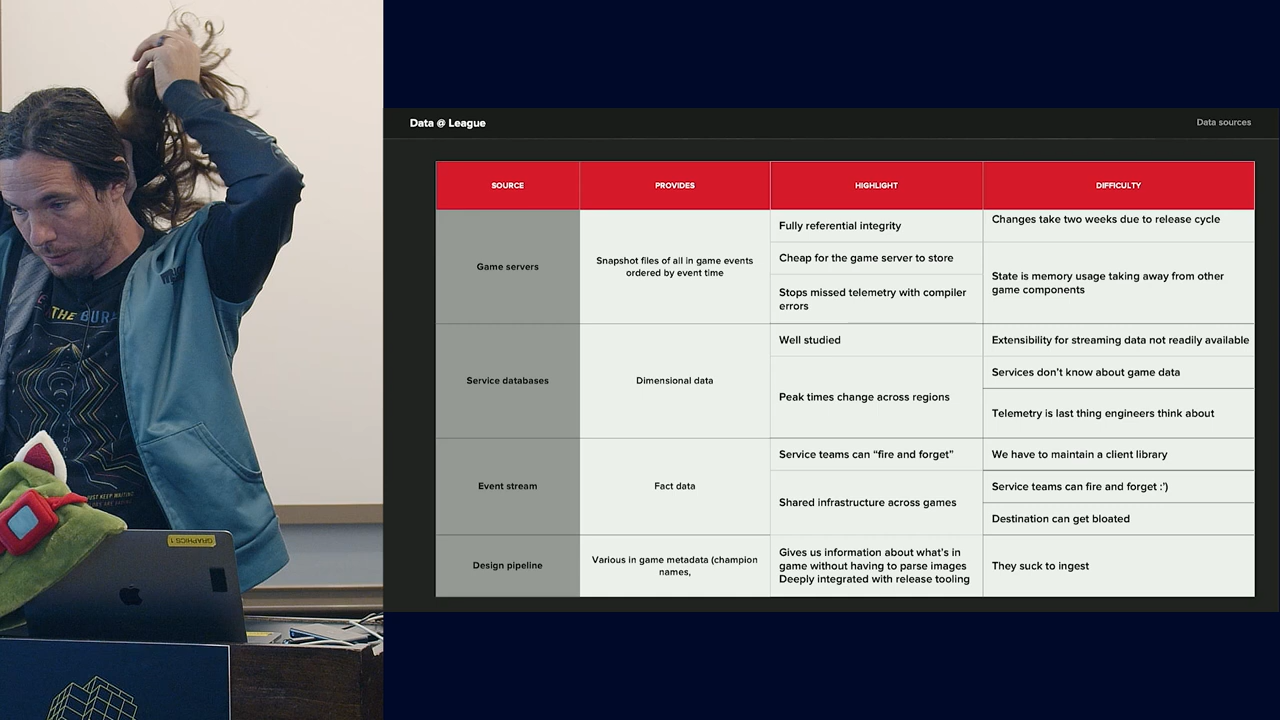 Data @ League
Data sources
SOURCE
PROVIDES
HIGHLIGHT
DIFFICULTY
Game servers
Snapshot files of all in game events
ordered by event time
Fully referential integrity
Cheap for the game server to store
Stops missed telemetry with compiler
errors
Changes take two weeks due to release cycle
State is memory usage taking away from other
game components
Service databases
Dimensional data
Well studied
Peak times change across regions
Extensibility for streaming data not readily available
Services don’t know about game data
Telemetry is last thing engineers think about
Event stream
Fact data
Service teams can “fire and forget”
Shared infrastructure across games
We have to maintain a client library
Service teams can fire and forget :’)
Destination can get bloated
Design pipeline
Various in game metadata (champion
names,
Gives us information about what’s in
game without having to parse images
Deeply integrated with release tooling
They suck to ingest
THE BUR
JUST KEEP WAITING
GRAPHICS 1